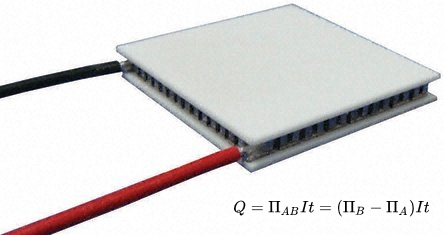 Q = Π_{AB}It = (Π_B − Π_A)It